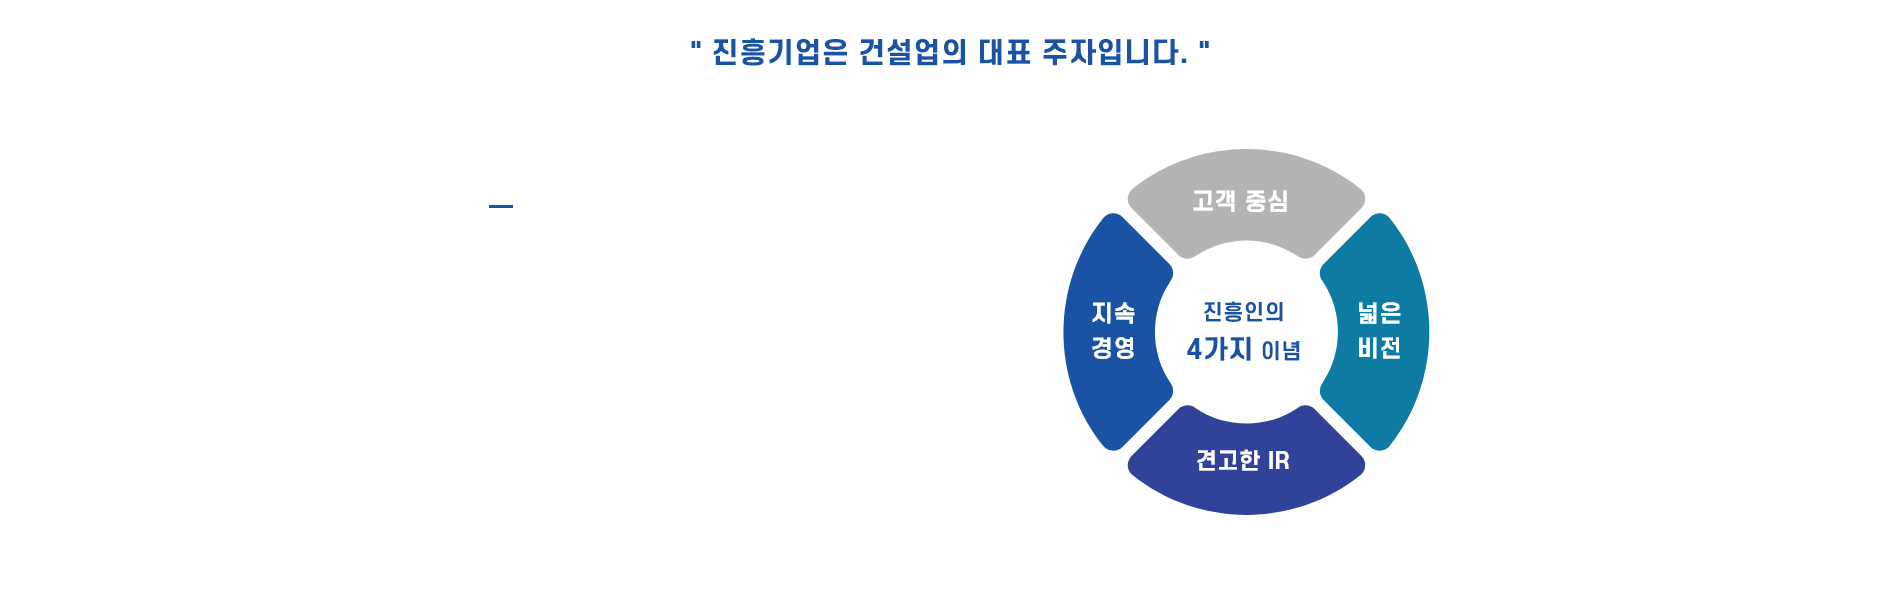 " 진흥기업은 건설업의 대표 주자입니다. "
고객 중심
지속
경영
진흥인의
4가지 이념
넓은
비전
견고한 IR